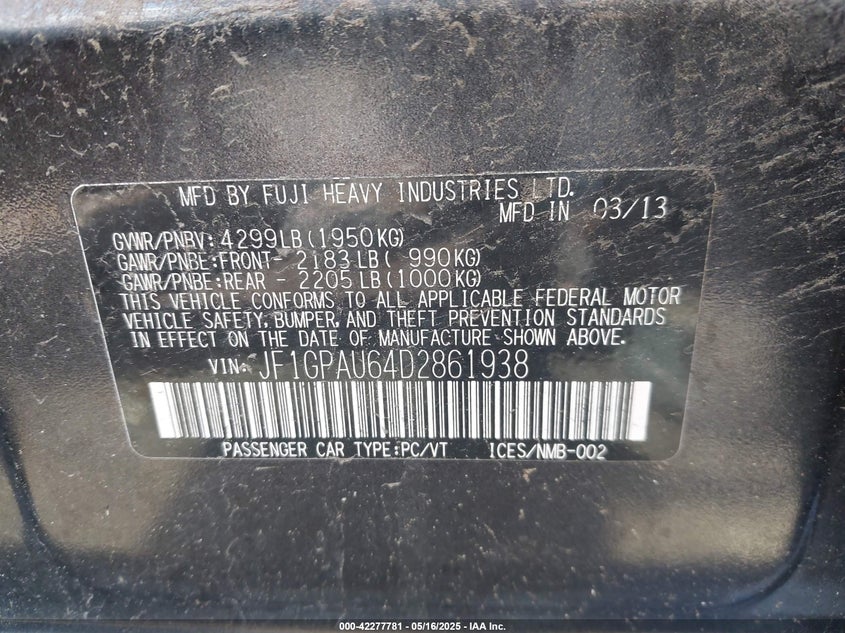 MFD BY FUJI HEAVY INDUSTRIES LTD.
MFD IN 03/13
GVWR/PNBV: 4299LB(1950KG)
GAWR/PNBE:FRONT- 2183LB( 990KG)
GAWR/PNBE:REAR - 2205LB(1000KG)
THIS VEHICLE CONFORMS TO ALL APPLICABLE FEDERAL MOTOR
VEHICLE SAFETY, BUMPER, AND THEFT PREVENTION STANDARDS
IN EFFECT ON THE DATE OF MANUFACTURE SHOWN ABOVE.
VIN: JF1GPAU64D2861938
PASSENGER CAR TYPE:PC/VT ICES/NMB-002
000-42277781 - 05/16/2025 - IAA Inc.